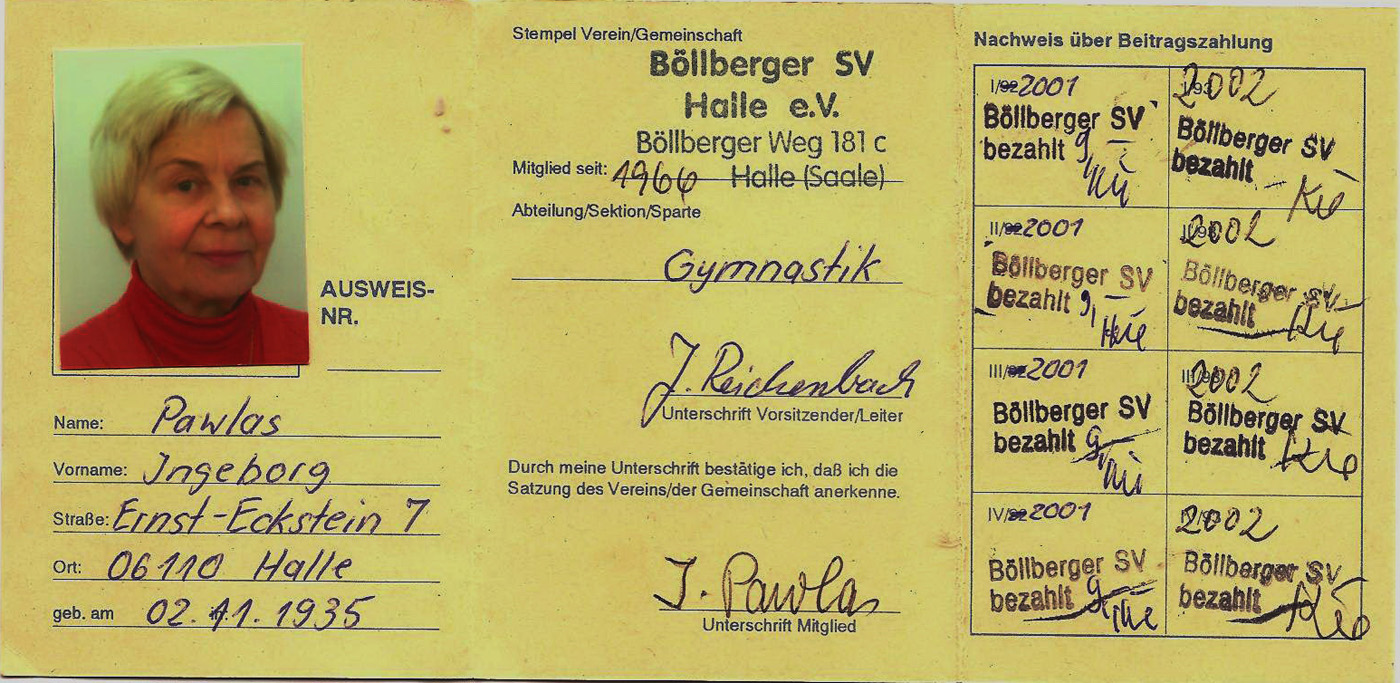 AUSWEIS-
NR.
Name: Pawlas
Vorname: Ingeborg
Straße: Ernst-Eckstein 7
Ort: 06110 Halle
geb. am 02.11.1935
Stempel Verein/Gemeinschaft
Böllberger SV
Halle e.V.
Böllberger Weg 181 c
Mitglied seit: 1966 Halle (Saale)
Abteilung/Sektion/Sparte
Gymnastik
J. Reichenbach
Unterschrift Vorsitzender/Leiter
Durch meine Unterschrift bestätige ich, daß ich die
Satzung des Vereins/der Gemeinschaft anerkenne.
I. Pawlas
Unterschrift Mitglied
Nachweis über Beitragszahlung
I/92 2001
Böllberger SV
bezahlt
2002
Böllberger SV
bezahlt
II/92 2001
Böllberger SV
bezahlt
2002
Böllberger SV
bezahlt
III/92 2001
Böllberger SV
bezahlt
2002
Böllberger SV
bezahlt
IV/92 2001
Böllberger SV
bezahlt
2002
Böllberger SV
bezahlt